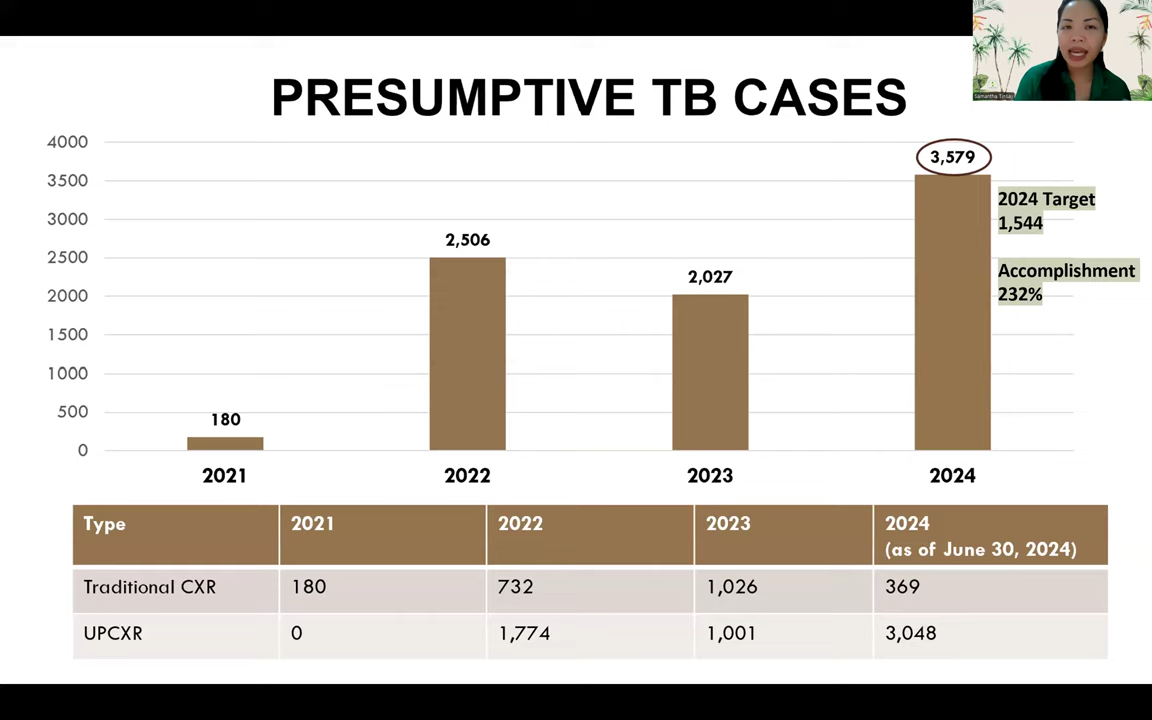 PRESUMPTIVE TB CASES
4000
3500
3000
2500
2000
1500
1000
500
0
180
2,506
2,027
3,579
2024 Target
1,544
Accomplishment
232%
2021 2022 2023 2024
Type 2021 2022 2023 2024
(as of June 30, 2024)
Traditional CXR 180 732 1,026 369
UPCXR 0 1,774 1,001 3,048
Samantha